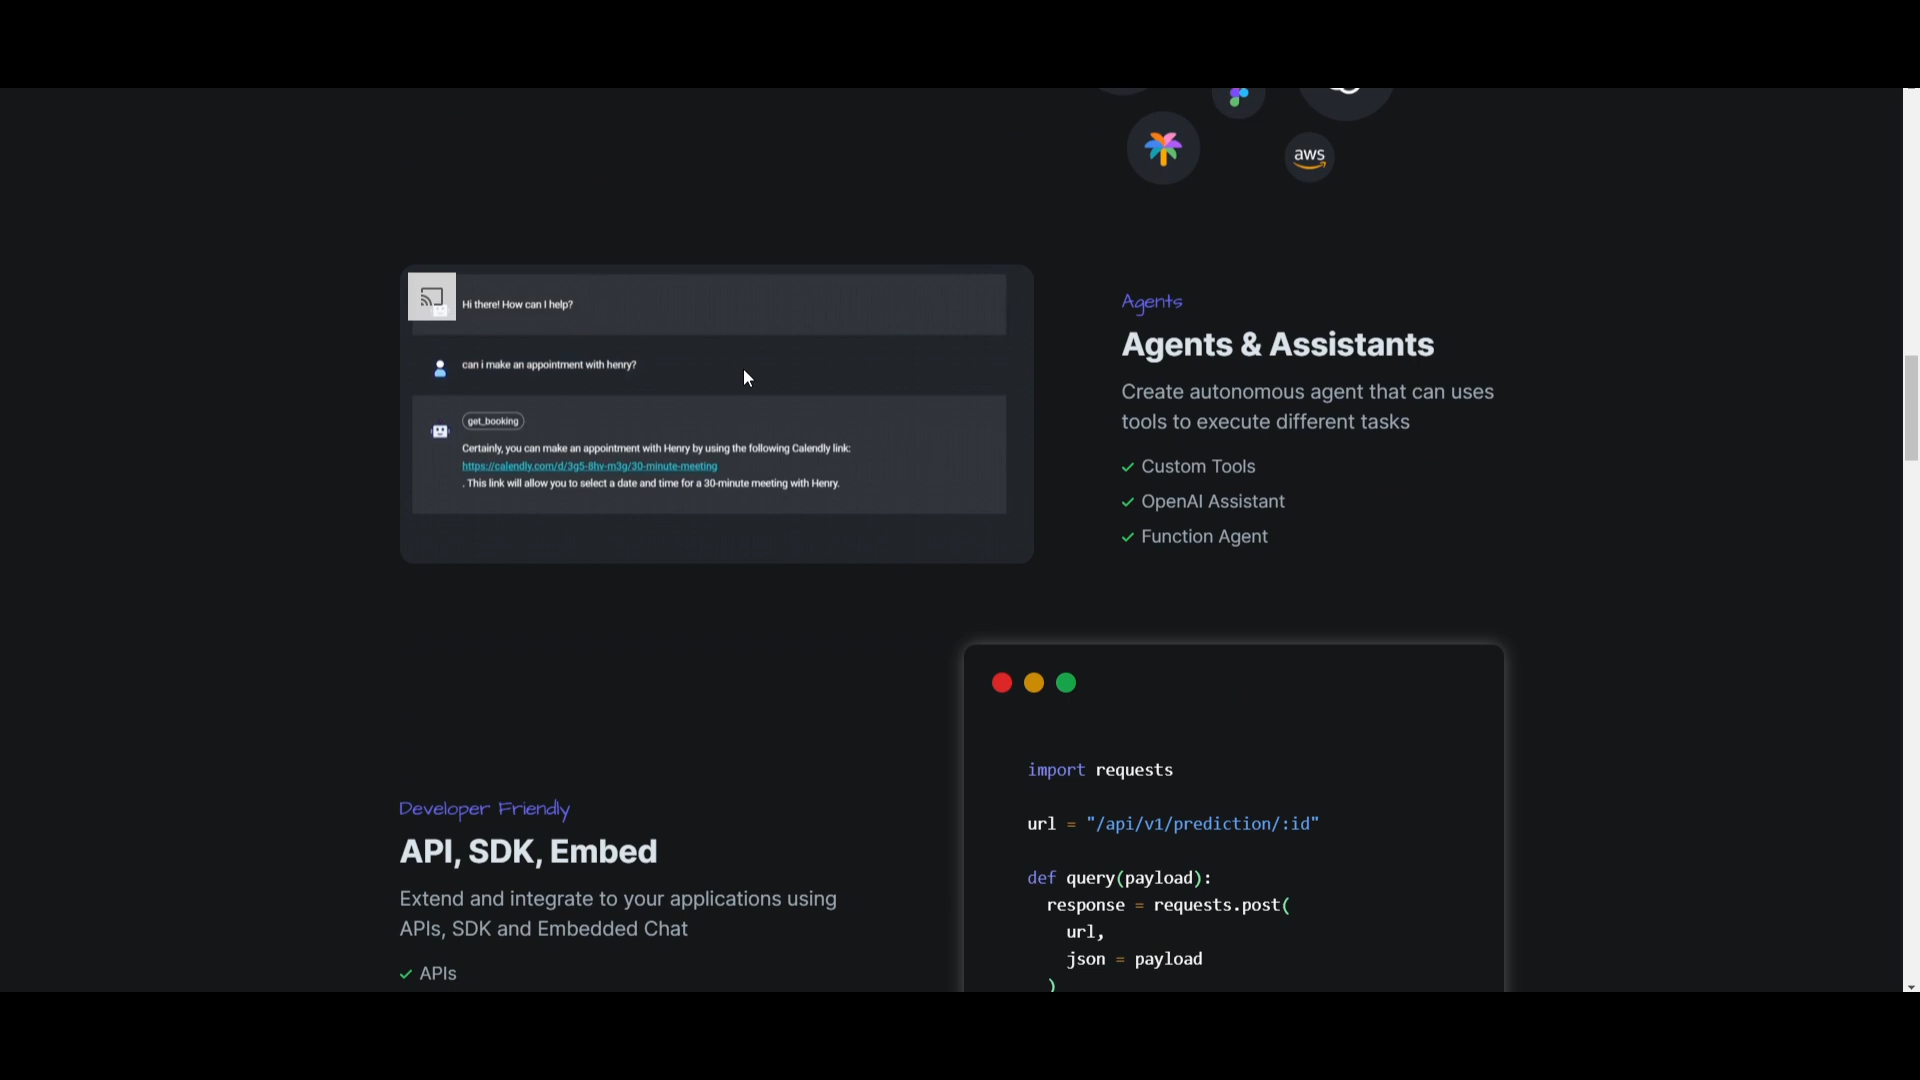 aws
Hi there! How can I help?
can i make an appointment with henry?
get_booking
Certainly, you can make an appointment with Henry by using the following Calendly link:
https://calendly.com/d/3g5-8hv-m3g/30-minute-meeting
. This link will allow you to select a date and time for a 30-minute meeting with Henry.
Agents
Agents & Assistants
Create autonomous agent that can uses
tools to execute different tasks
Custom Tools
OpenAI Assistant
Function Agent
Developer Friendly
API, SDK, Embed
Extend and integrate to your applications using
APIs, SDK and Embedded Chat
APIs
import requests
url = "/api/v1/prediction/:id"
def query(payload):
response = requests.post(
url,
json = payload
)